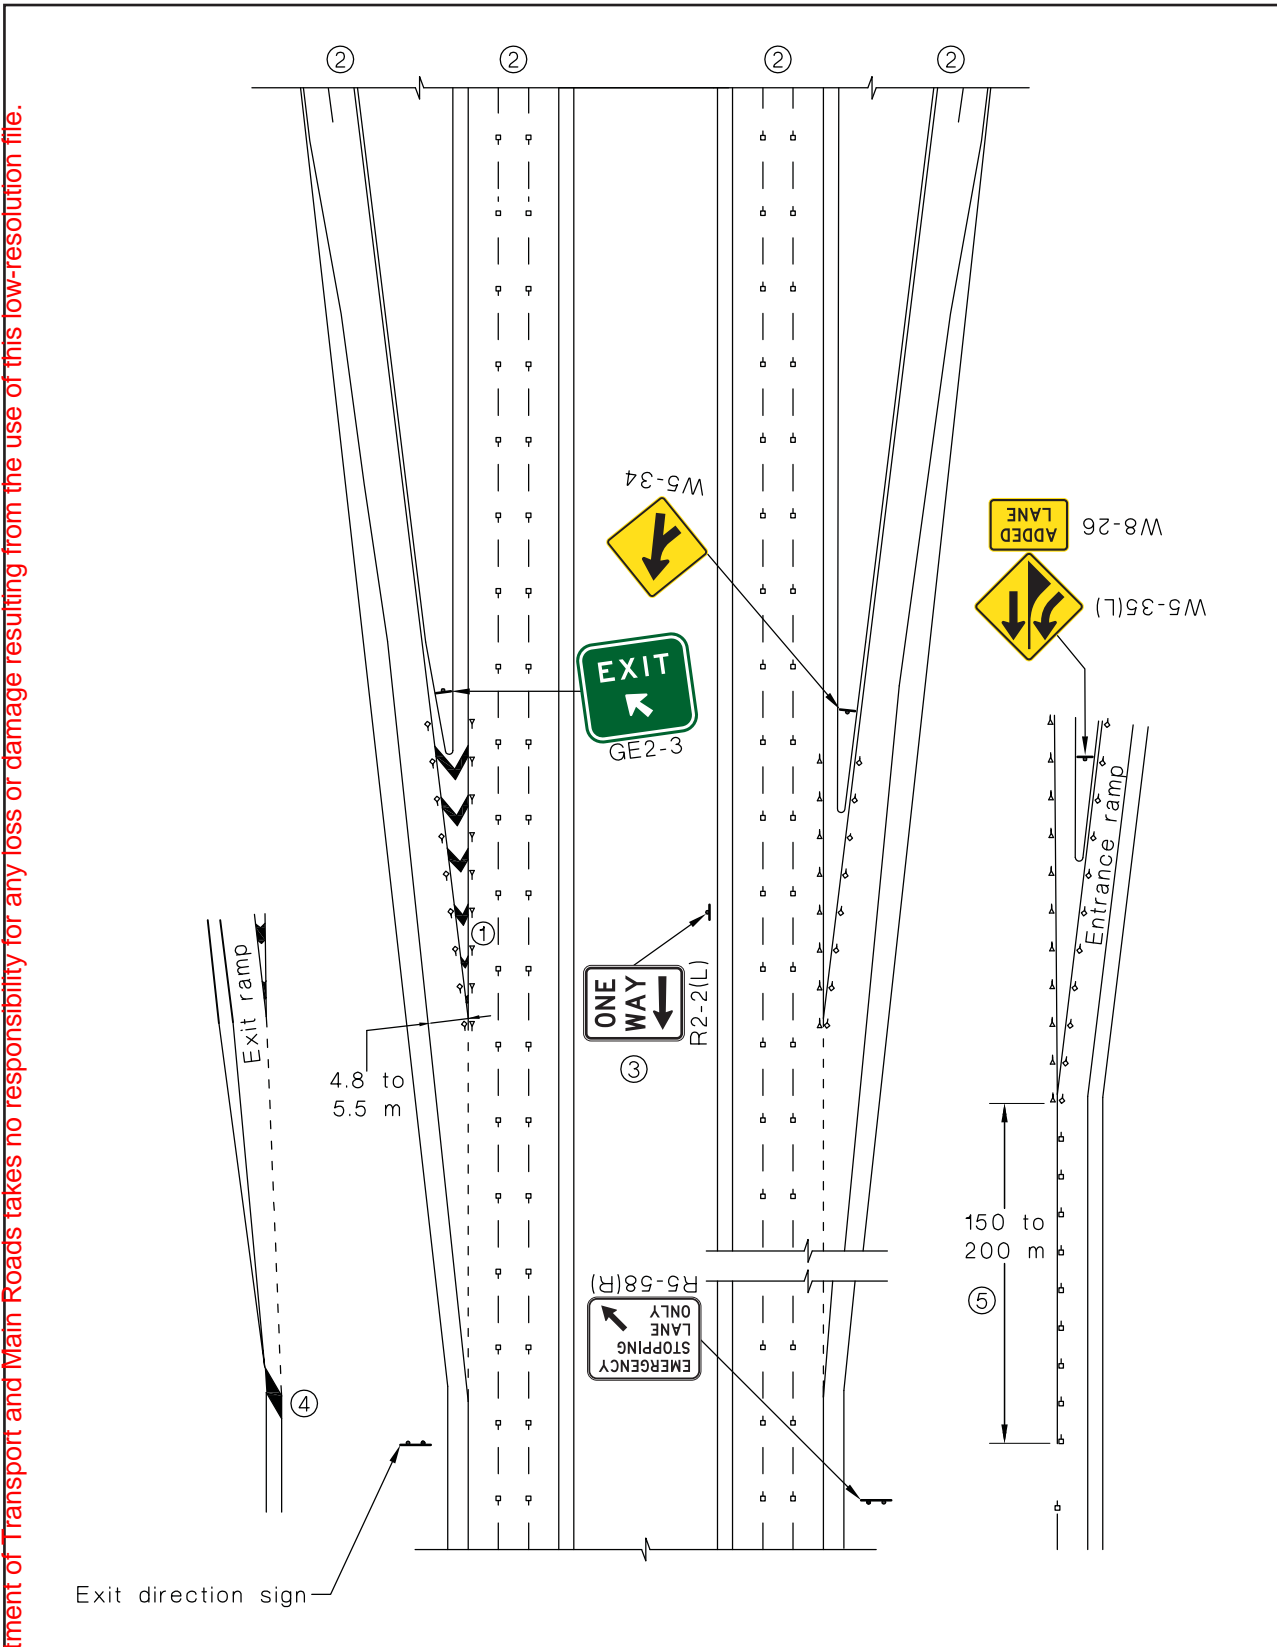 ②
②
②
②
tment of Transport and Main Roads takes no responsibility for any loss or damage resulting from the use of this low-resolution file.
W5-34
ADDED
LANE
W8-26
W5-35(L)
EXIT
GE2-3
Entrance ramp
①
Exit ramp
ONE
WAY
R2-2(L)
③
4.8 to
5.5 m
150 to
200 m
⑤
R5-58(R)
EMERGENCY
STOPPING
LANE
ONLY
④
Exit direction sign